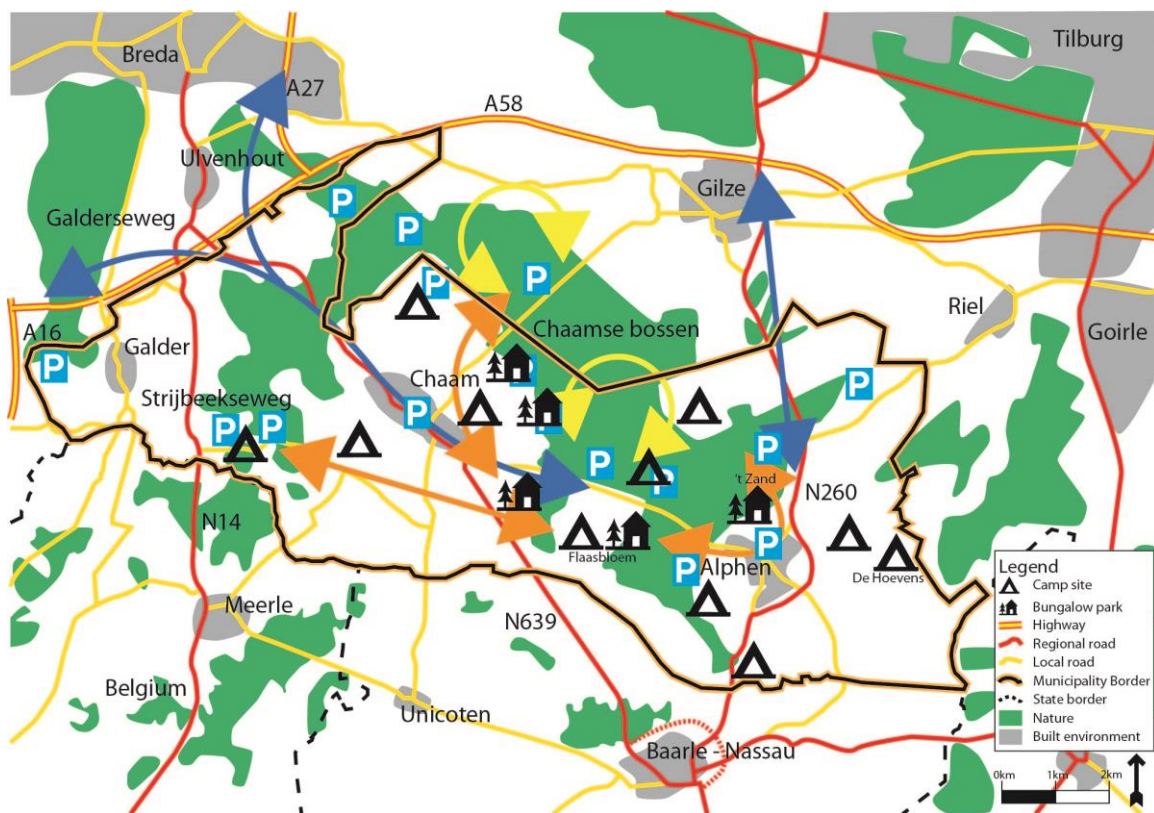 Breda
Tilburg
A27
A58
Ulvenhout
Gilze
P
Galderseweg
P
P
P
Riel
Chaamse bossen
A16
Goirle
Galder
P
Chaam
P
P
Strijbeekseweg
P
P
P
P
P
P
P
't Zand
N260
N14
P
Flaasbloem
P
Alphen
De Hoevens
Meerle
N639
Belgium
Unicoten
Baarle - Nassau
Legend
Camp site
Bungalow park
Highway
Regional road
Local road
Municipality Border
State border
Nature
Built environment
0km 1km 2km